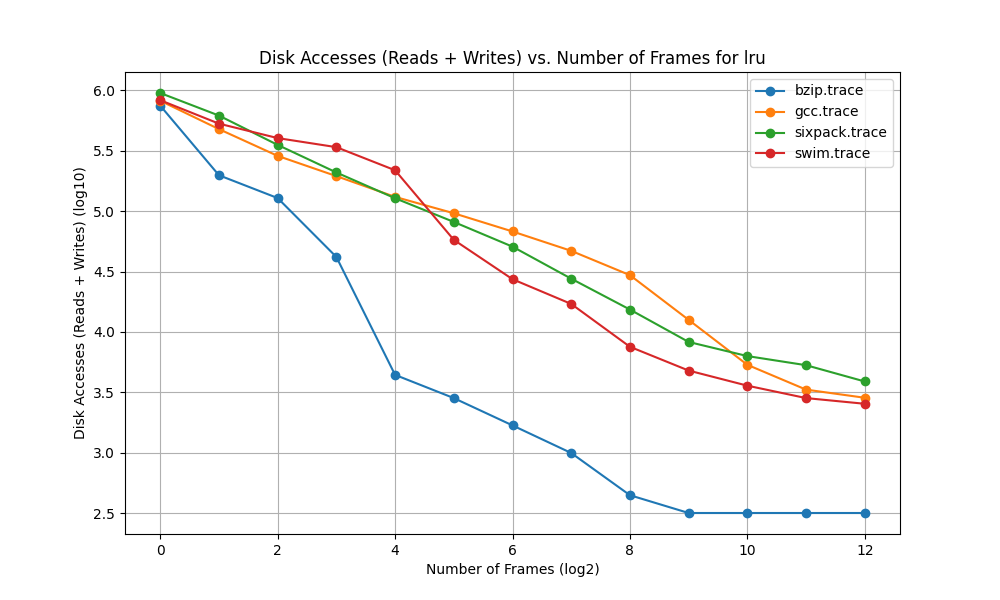 Disk Accesses (Reads + Writes) vs. Number of Frames for lru
bzip.trace
gcc.trace
sixpack.trace
swim.trace
Disk Accesses (Reads + Writes) (log10)
6.0
5.5
5.0
4.5
4.0
3.5
3.0
2.5
0 2 4 6 8 10 12
Number of Frames (log2)